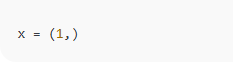 x = (1,)